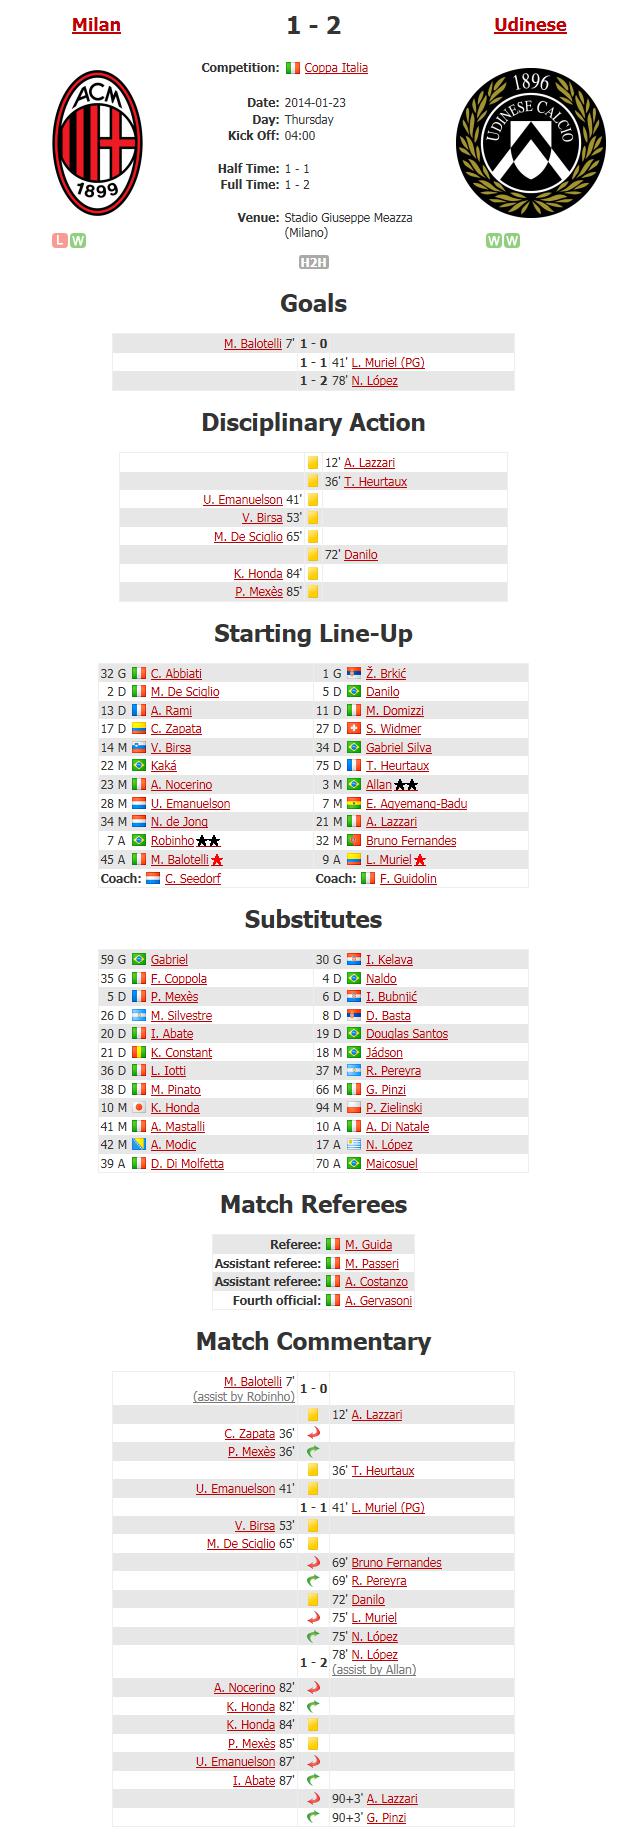 Milan 1 - 2 Udinese
Competition: Coppa Italia
ACM
1899
1896
UDINESE CALCIO
Date: 2014-01-23
Day: Thursday
Kick Off: 04:00
Half Time: 1 - 1
Full Time: 1 - 2
Venue: Stadio Giuseppe Meazza
(Milano)
L W
W W
H2H
Goals
M. Balotelli 7' 1 - 0
1 - 1 41' L. Muriel (PG)
1 - 2 78' N. López
Disciplinary Action
12' A. Lazzari
36' T. Heurtaux
U. Emanuelson 41'
V. Birsa 53'
M. De Sciglio 65'
72' Danilo
K. Honda 84'
P. Mexès 85'
Starting Line-Up
32 G C. Abbiati 1 G Ž. Brkić
2 D M. De Sciglio 5 D Danilo
13 D A. Rami 11 D M. Domizzi
17 D C. Zapata 27 D S. Widmer
14 M V. Birsa 34 D Gabriel Silva
22 M Kaká 75 D T. Heurtaux
23 M A. Nocerino 3 M Allan
28 M U. Emanuelson 7 M E. Agyemang-Badu
34 M N. de Jong 21 M A. Lazzari
7 A Robinho 32 M Bruno Fernandes
45 A M. Balotelli 9 A L. Muriel
Coach: C. Seedorf Coach: F. Guidolin
Substitutes
59 G Gabriel 30 G I. Kelava
35 G F. Coppola 4 D Naldo
5 D P. Mexès 6 D I. Bubnjić
26 D M. Silvestre 8 D D. Basta
20 D I. Abate 19 D Douglas Santos
21 D K. Constant 18 M Jádson
36 D L. Iotti 37 M R. Pereyra
38 D M. Pinato 66 M G. Pinzi
10 M K. Honda 94 M P. Zielinski
41 M A. Mastalli 10 A A. Di Natale
42 M A. Modic 17 A N. López
39 A D. Di Molfetta 70 A Maicosuel
Match Referees
Referee: M. Guida
Assistant referee: M. Passeri
Assistant referee: A. Costanzo
Fourth official: A. Gervasoni
Match Commentary
M. Balotelli 7' 1 - 0
(assist by Robinho)
12' A. Lazzari
C. Zapata 36'
P. Mexès 36'
36' T. Heurtaux
U. Emanuelson 41'
1 - 1 41' L. Muriel (PG)
V. Birsa 53'
M. De Sciglio 65'
69' Bruno Fernandes
69' R. Pereyra
72' Danilo
75' L. Muriel
75' N. López
1 - 2 78' N. López
(assist by Allan)
A. Nocerino 82'
K. Honda 82'
K. Honda 84'
P. Mexès 85'
U. Emanuelson 87'
I. Abate 87'
90+3' A. Lazzari
90+3' G. Pinzi